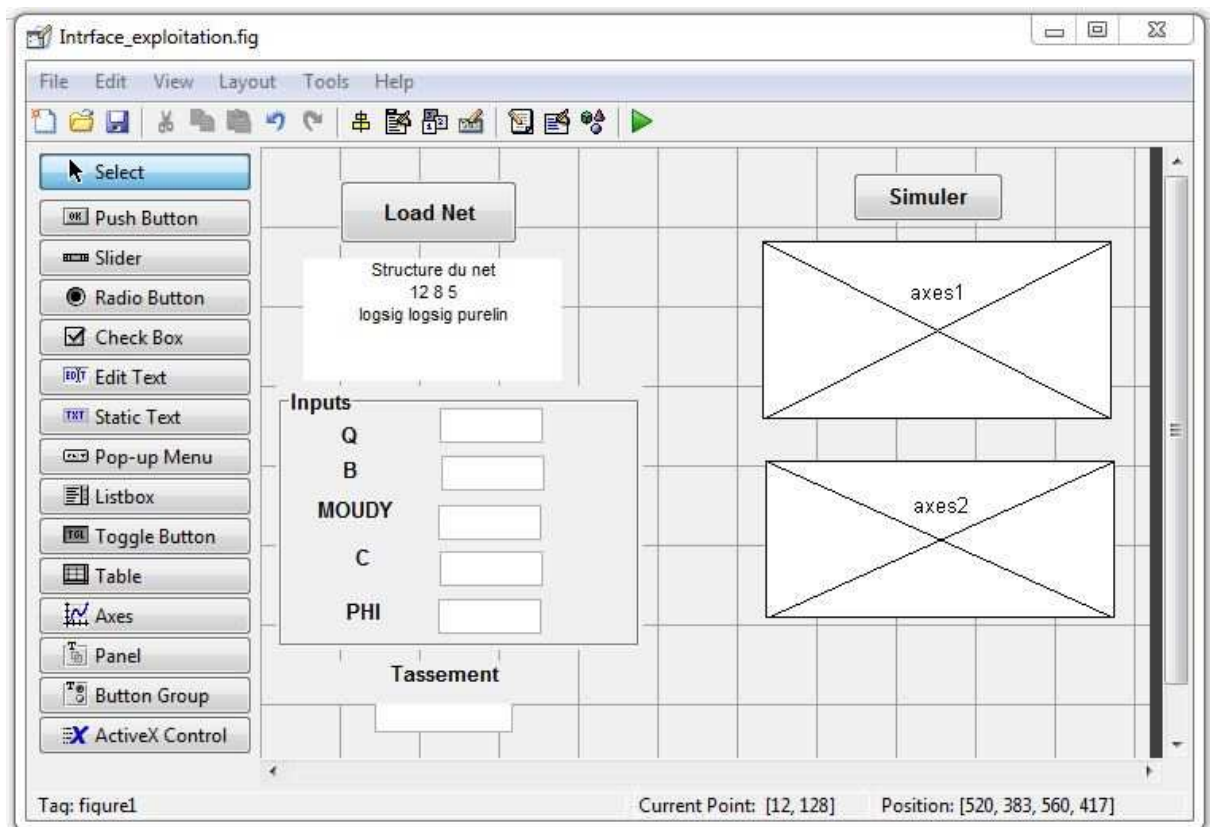 Intrface_exploitation.fig
File Edit View Layout Tools Help
Select
Push Button
Slider
Radio Button
Check Box
Edit Text
Static Text
Pop-up Menu
Listbox
Toggle Button
Table
Axes
Panel
Button Group
ActiveX Control
Load Net
Structure du net
12 8 5
logsig logsig purelin
Inputs
Q
B
MOUDY
C
PHI
Tassement
Simuler
axes1
axes2
Tag: figure1
Current Point: [12, 128]
Position: [520, 383, 560, 417]